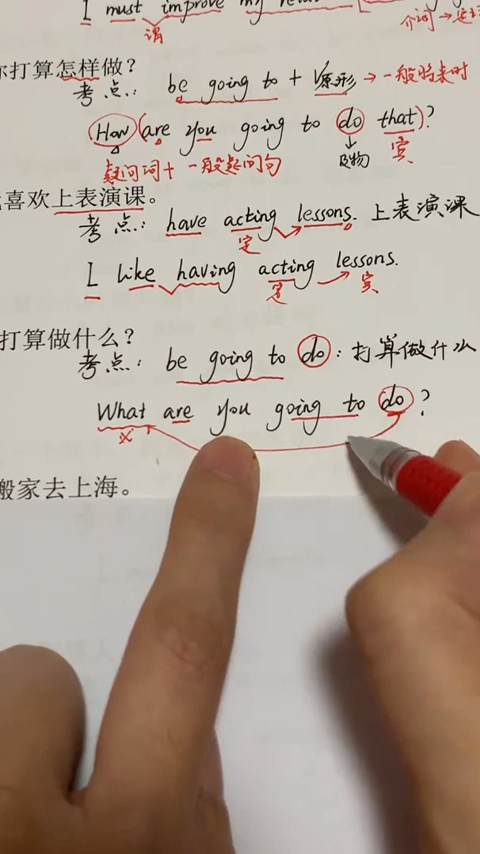 I must improve my
谓 介词→
你打算怎样做？
考点： be going to + V原形 → 一般将来时
How (are you going to do that)?
疑问词 + 一般疑问句 及物 宾
喜欢上表演课。
考点： have acting lessons. 上表演课
定
I like having acting lessons.
定 宾
打算做什么？
考点： be going to do：打算做什么
What are you going to do?
搬家去上海。